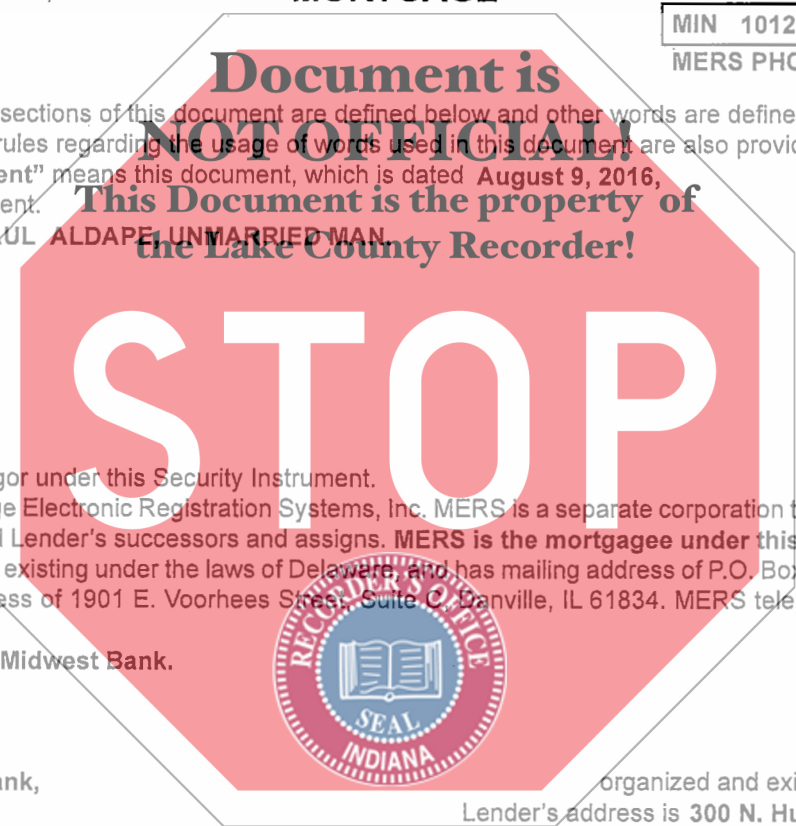 MORTGAGE
MIN 1012
MERS PHO
Document is
sections of this document are defined below and other words are define
NOT OFFICIAL!
rules regarding the usage of words used in this document are also provid
ent” means this document, which is dated August 9, 2016,
ent.
This Document is the property of
UL ALDAPE, UNMARRIED MAN.
the Lake County Recorder!
STOP
gor under this Security Instrument.
e Electronic Registration Systems, Inc. MERS is a separate corporation t
l Lender's successors and assigns. MERS is the mortgagee under this
existing under the laws of Delaware, and has mailing address of P.O. Box
ess of 1901 E. Voorhees Street, Suite C, Danville, IL 61834. MERS tele
Midwest Bank.
RECORDER'S OFFICE
SEAL
INDIANA
ank,
organized and exi
Lender's address is 300 N. Hu